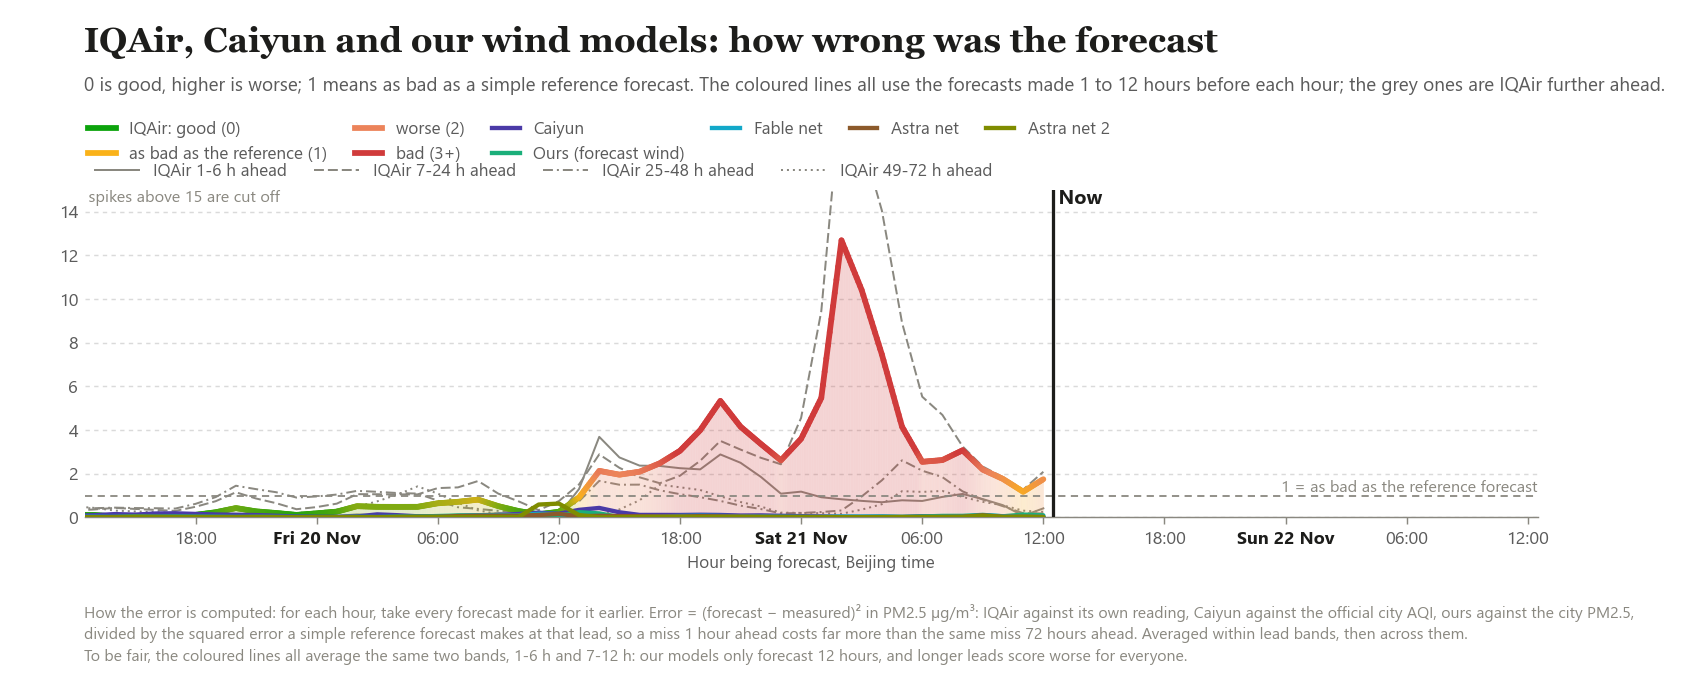 IQAir, Caiyun and our wind models: how wrong was the forecast
0 is good, higher is worse; 1 means as bad as a simple reference forecast. The coloured lines all use the forecasts made 1 to 12 hours before each hour; the grey ones are IQAir further ahead.
IQAir: good (0) worse (2) Caiyun Fable net Astra net Astra net 2
as bad as the reference (1) bad (3+) Ours (forecast wind)
IQAir 1-6 h ahead IQAir 7-24 h ahead IQAir 25-48 h ahead IQAir 49-72 h ahead
spikes above 15 are cut off
Now
14
12
10
8
6
4
2
1 = as bad as the reference forecast
0
18:00 Fri 20 Nov 06:00 12:00 18:00 Sat 21 Nov 06:00 12:00 18:00 Sun 22 Nov 06:00 12:00
Hour being forecast, Beijing time
How the error is computed: for each hour, take every forecast made for it earlier. Error = (forecast − measured)² in PM2.5 µg/m³: IQAir against its own reading, Caiyun against the official city AQI, ours against the city PM2.5,
divided by the squared error a simple reference forecast makes at that lead, so a miss 1 hour ahead costs far more than the same miss 72 hours ahead. Averaged within lead bands, then across them.
To be fair, the coloured lines all average the same two bands, 1-6 h and 7-12 h: our models only forecast 12 hours, and longer leads score worse for everyone.